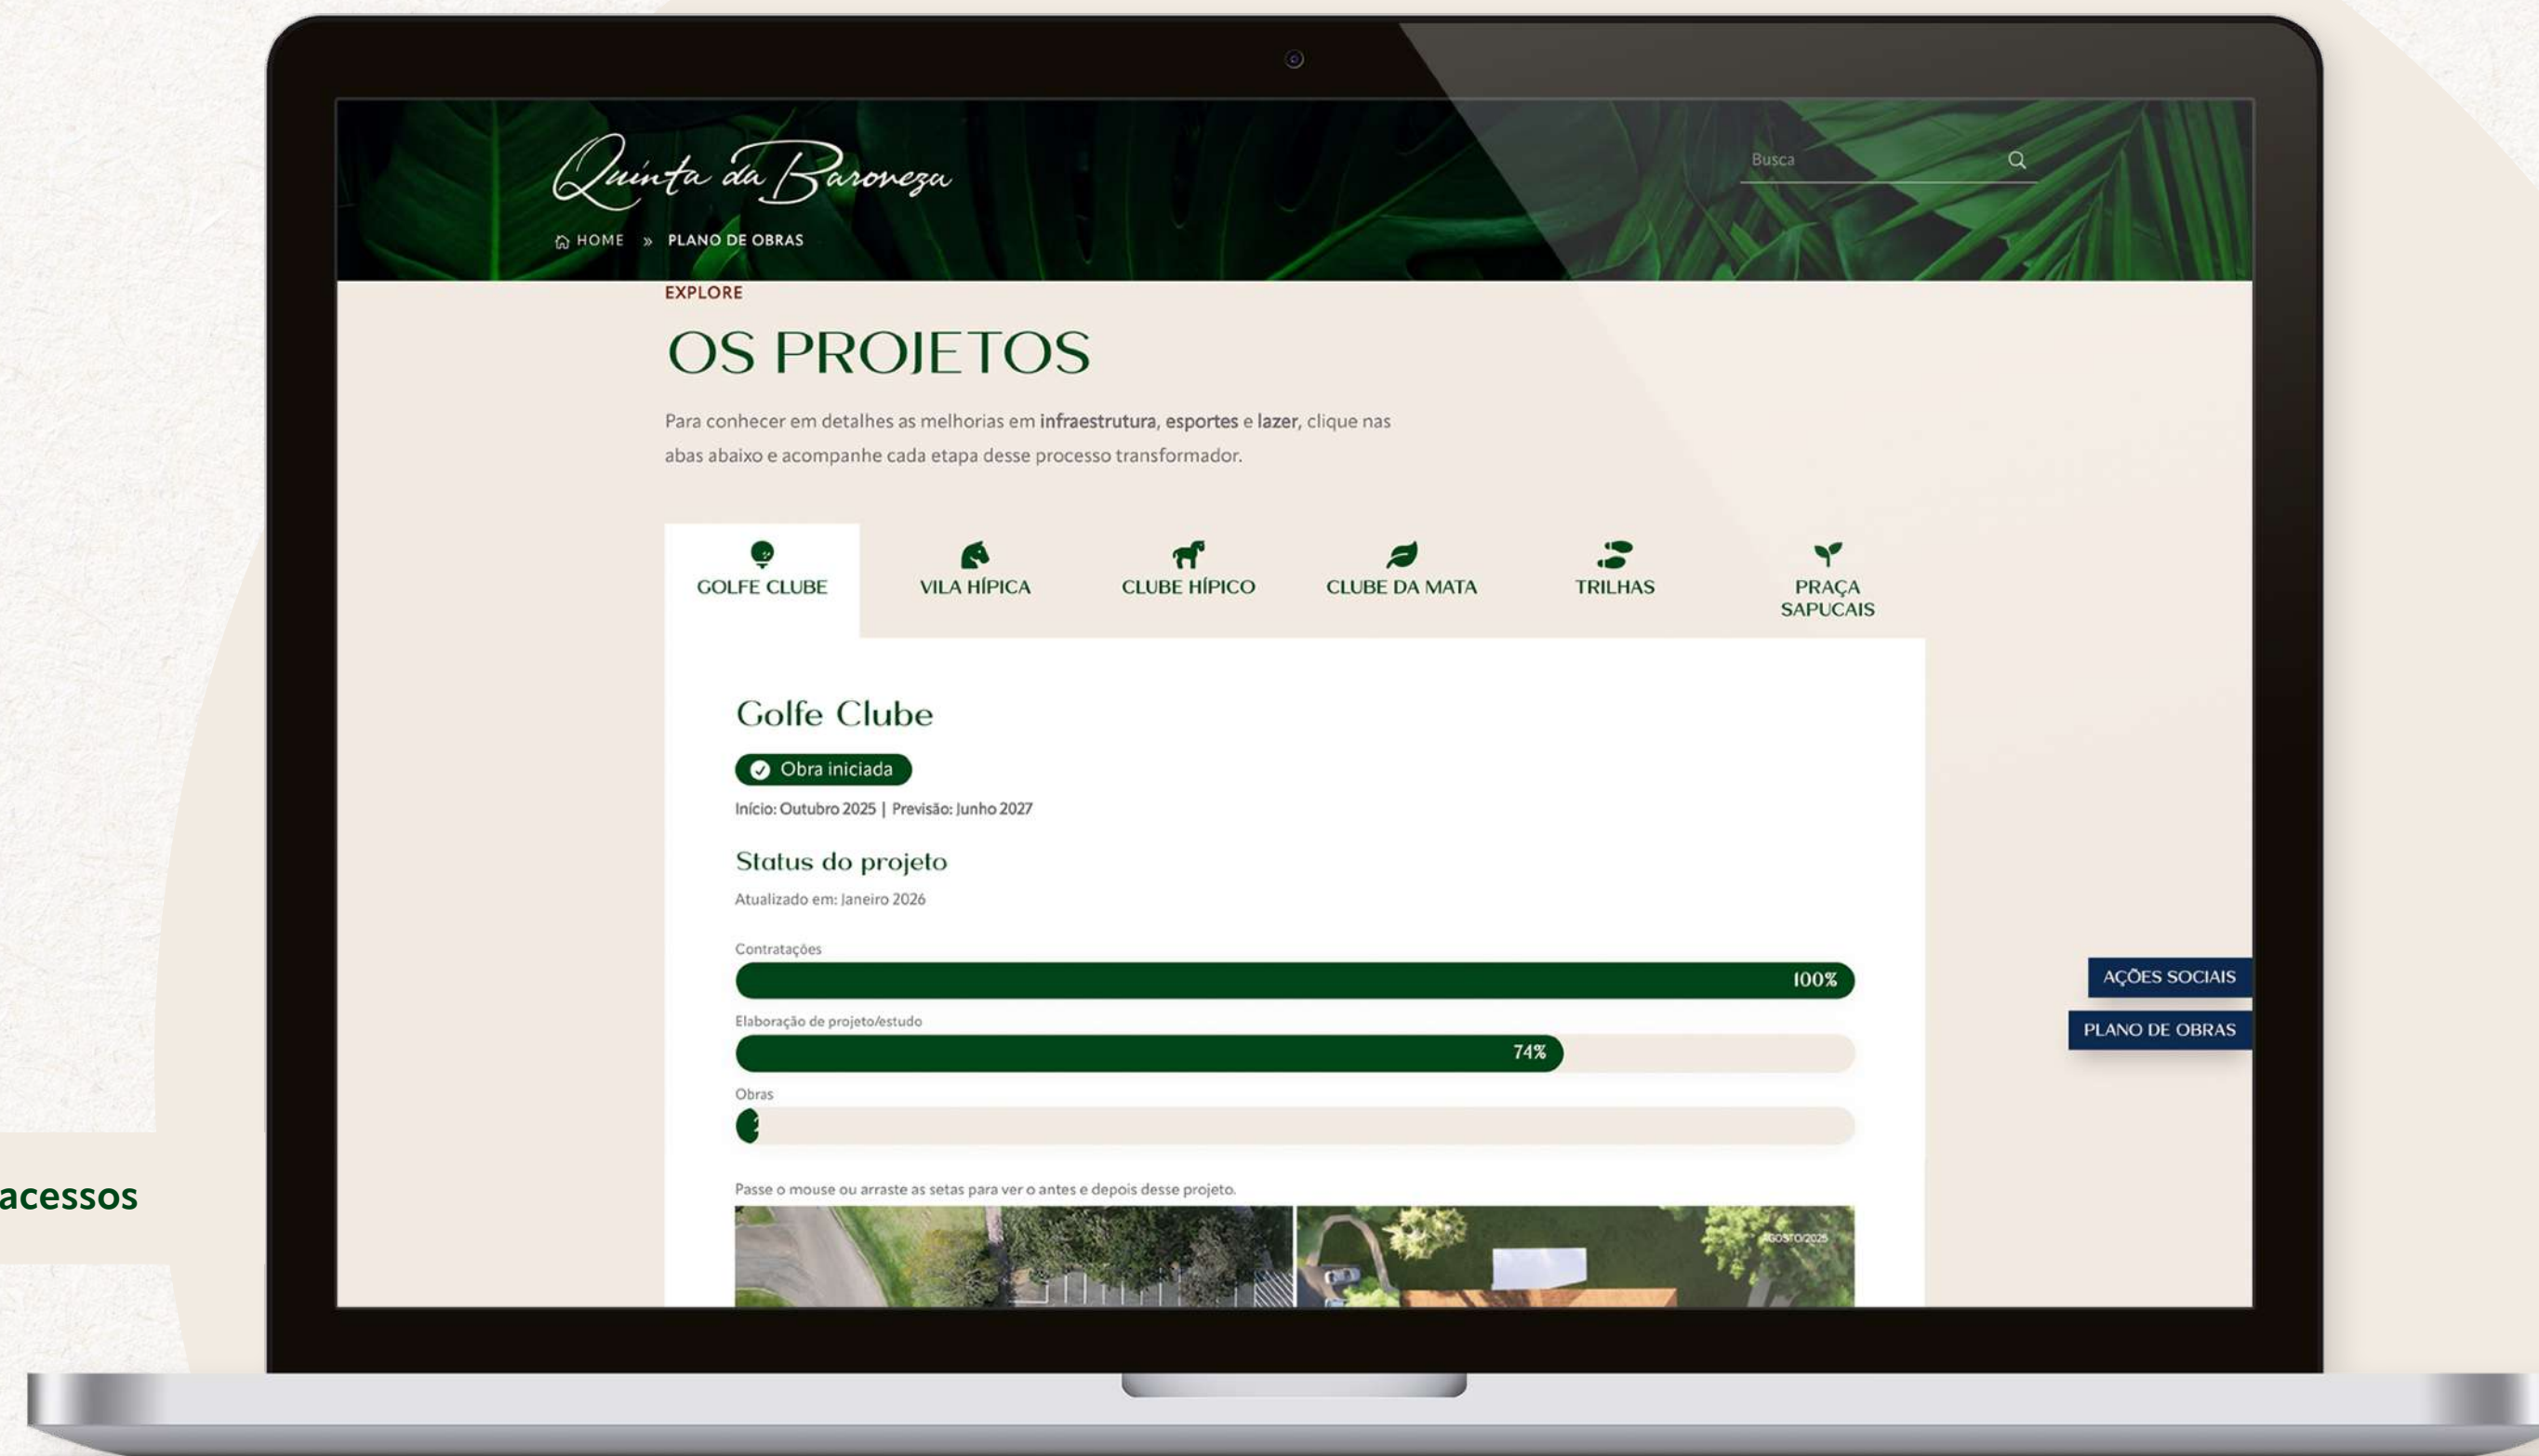 Quinta da Baroneza
Busca
HOME » PLANO DE OBRAS
EXPLORE
OS PROJETOS
Para conhecer em detalhes as melhorias em infraestrutura, esportes e lazer, clique nas
abas abaixo e acompanhe cada etapa desse processo transformador.
GOLFE CLUBE
VILA HÍPICA
CLUBE HÍPICO
CLUBE DA MATA
TRILHAS
PRAÇA
SAPUCAIS
Golfe Clube
Obra iniciada
Início: Outubro 2025 | Previsão: Junho 2027
Status do projeto
Atualizado em: Janeiro 2026
Contratações
100%
Elaboração de projeto/estudo
74%
Obras
Passe o mouse ou arraste as setas para ver o antes e depois desse projeto.
AGOSTO/2025
AÇÕES SOCIAIS
PLANO DE OBRAS
acessos